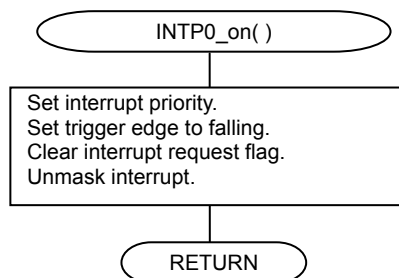 INTP0_on( )
Set interrupt priority.
Set trigger edge to falling.
Clear interrupt request flag.
Unmask interrupt.
RETURN